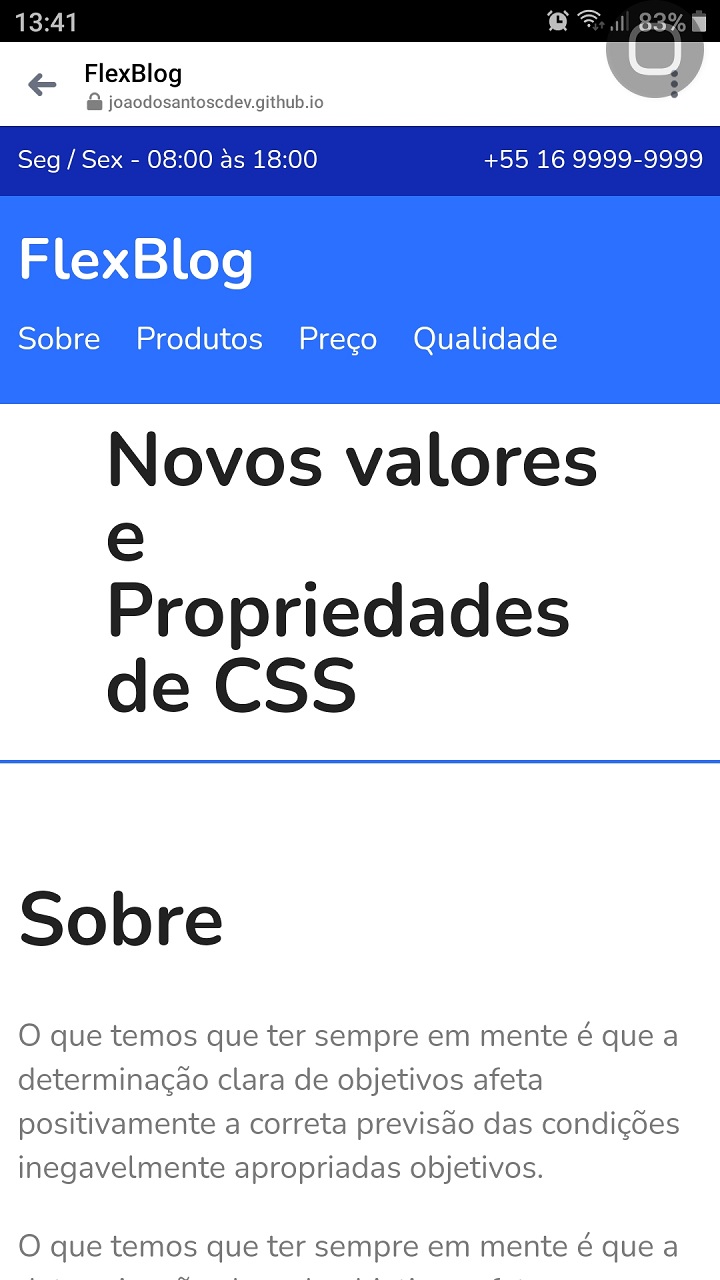 13:41
83%
FlexBlog
joaodosantoscdev.github.io
Seg / Sex - 08:00 às 18:00
+55 16 9999-9999
FlexBlog
Sobre Produtos Preço Qualidade
Novos valores
e
Propriedades
de CSS
Sobre
O que temos que ter sempre em mente é que a
determinação clara de objetivos afeta
positivamente a correta previsão das condições
inegavelmente apropriadas objetivos.
O que temos que ter sempre em mente é que a